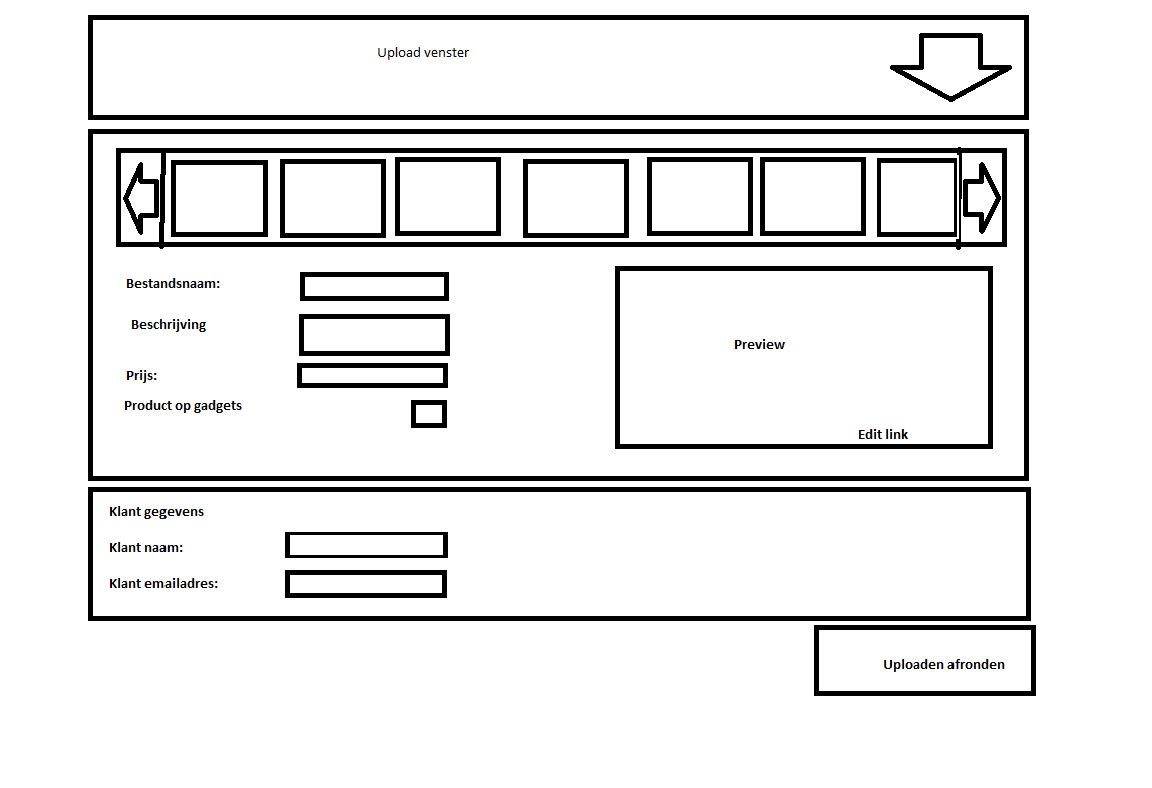 Upload venster
Bestandsnaam:
Beschrijving
Prijs:
Product op gadgets
Preview
Edit link
Klant gegevens
Klant naam:
Klant emailadres:
Uploaden afronden